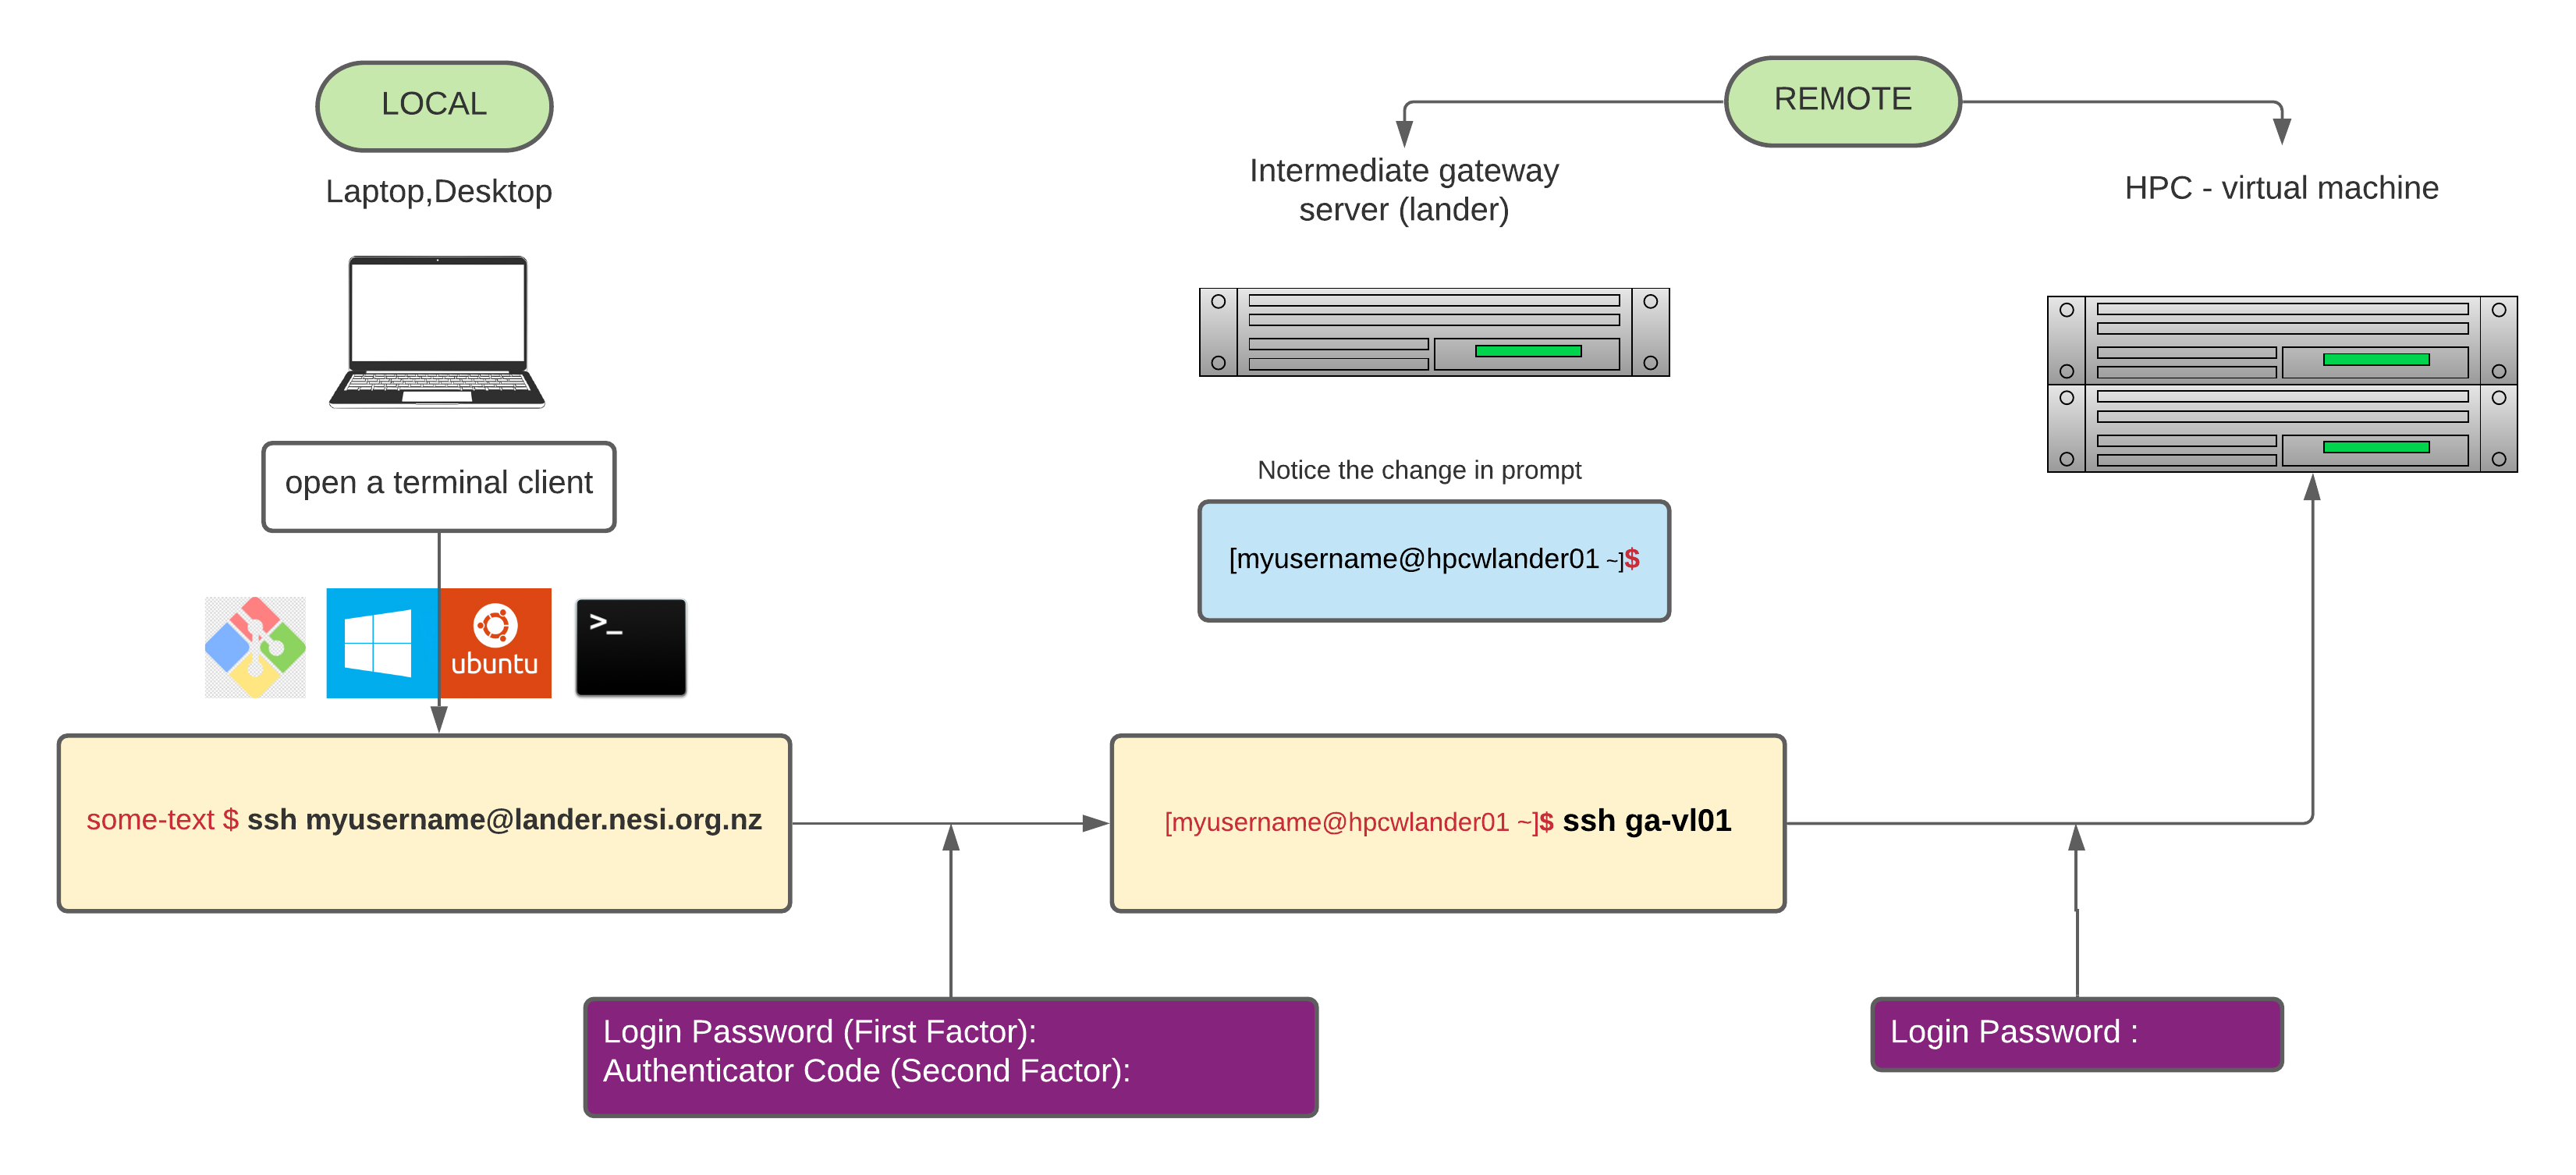 LOCAL
Laptop,Desktop
REMOTE
Intermediate gateway
server (lander)
HPC - virtual machine
open a terminal client
ubuntu
>_
Notice the change in prompt
[myusername@hpcwlander01 ~]$
some-text $ ssh myusername@lander.nesi.org.nz
[myusername@hpcwlander01 ~]$ ssh ga-vl01
Login Password (First Factor):
Authenticator Code (Second Factor):
Login Password :